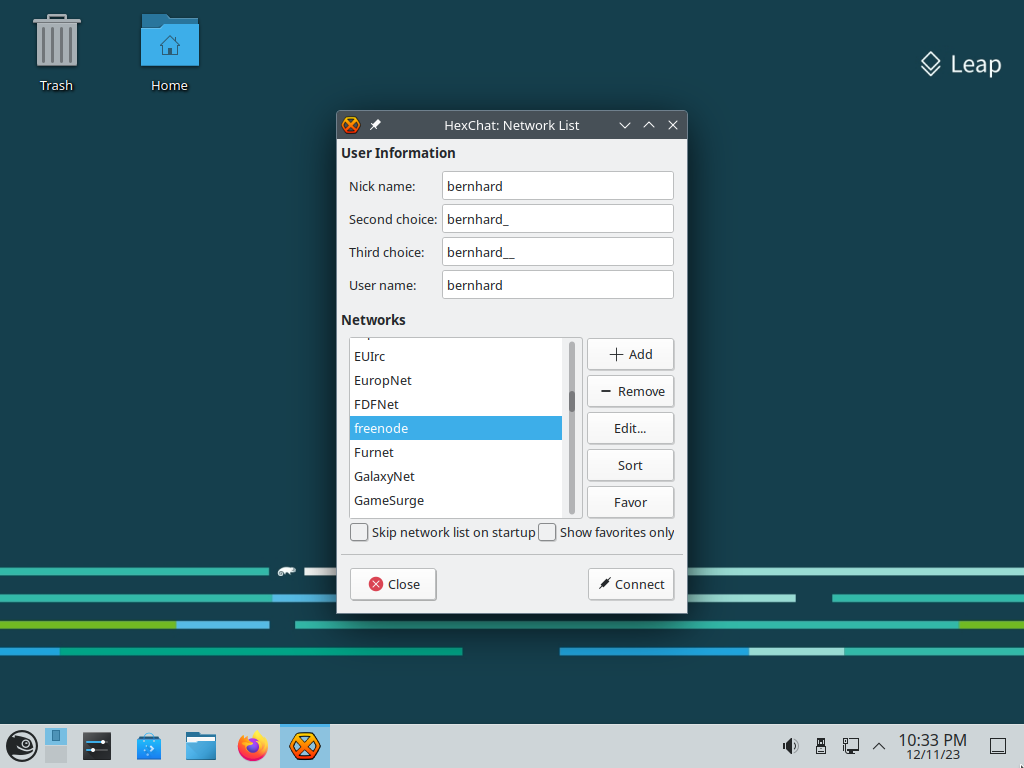 Trash
Home
Leap
HexChat: Network List
User Information
Nick name: bernhard
Second choice: bernhard_
Third choice: bernhard__
User name: bernhard
Networks
EUIrc
EuropNet
FDFNet
freenode
Furnet
GalaxyNet
GameSurge
Add
Remove
Edit...
Sort
Favor
Skip network list on startup
Show favorites only
Close
Connect
10:33 PM
12/11/23